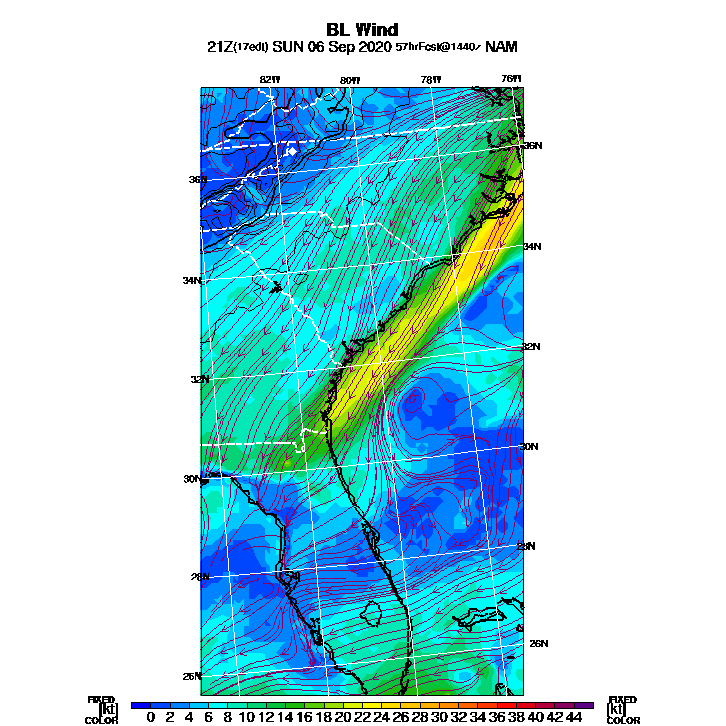 BL Wind
21Z(17edt) SUN 06 Sep 2020 57hrFcst@1440z NAM
82W 80W 78W 76W
36N
36N
34N
34N
32N
32N
30N
30N
28N
28N
26N
26N
FIXED FIXED
[kt] 0 2 4 6 8 10 12 14 16 18 20 22 24 26 28 30 32 34 36 38 40 42 44 [kt]
COLOR COLOR